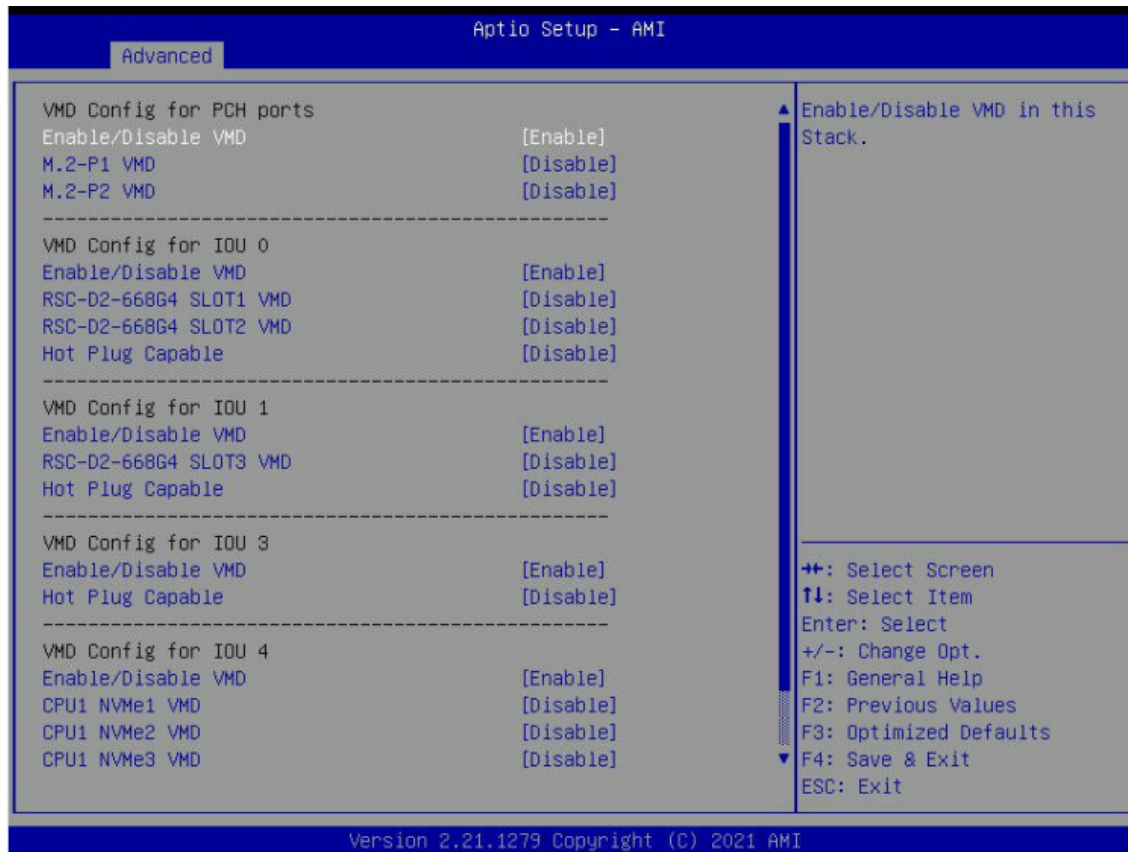 Aptio Setup - AMI
Advanced
VMD Config for PCH ports
Enable/Disable VMD [Enable]
M.2-P1 VMD [Disable]
M.2-P2 VMD [Disable]
--------------------------------------------------
VMD Config for IOU 0
Enable/Disable VMD [Enable]
RSC-D2-668G4 SLOT1 VMD [Disable]
RSC-D2-668G4 SLOT2 VMD [Disable]
Hot Plug Capable [Disable]
--------------------------------------------------
VMD Config for IOU 1
Enable/Disable VMD [Enable]
RSC-D2-668G4 SLOT3 VMD [Disable]
Hot Plug Capable [Disable]
--------------------------------------------------
VMD Config for IOU 3
Enable/Disable VMD [Enable]
Hot Plug Capable [Disable]
--------------------------------------------------
VMD Config for IOU 4
Enable/Disable VMD [Enable]
CPU1 NVMe1 VMD [Disable]
CPU1 NVMe2 VMD [Disable]
CPU1 NVMe3 VMD [Disable]
Enable/Disable VMD in this
Stack.
→←: Select Screen
↑↓: Select Item
Enter: Select
+/-: Change Opt.
F1: General Help
F2: Previous Values
F3: Optimized Defaults
F4: Save & Exit
ESC: Exit
Version 2.21.1279 Copyright (C) 2021 AMI